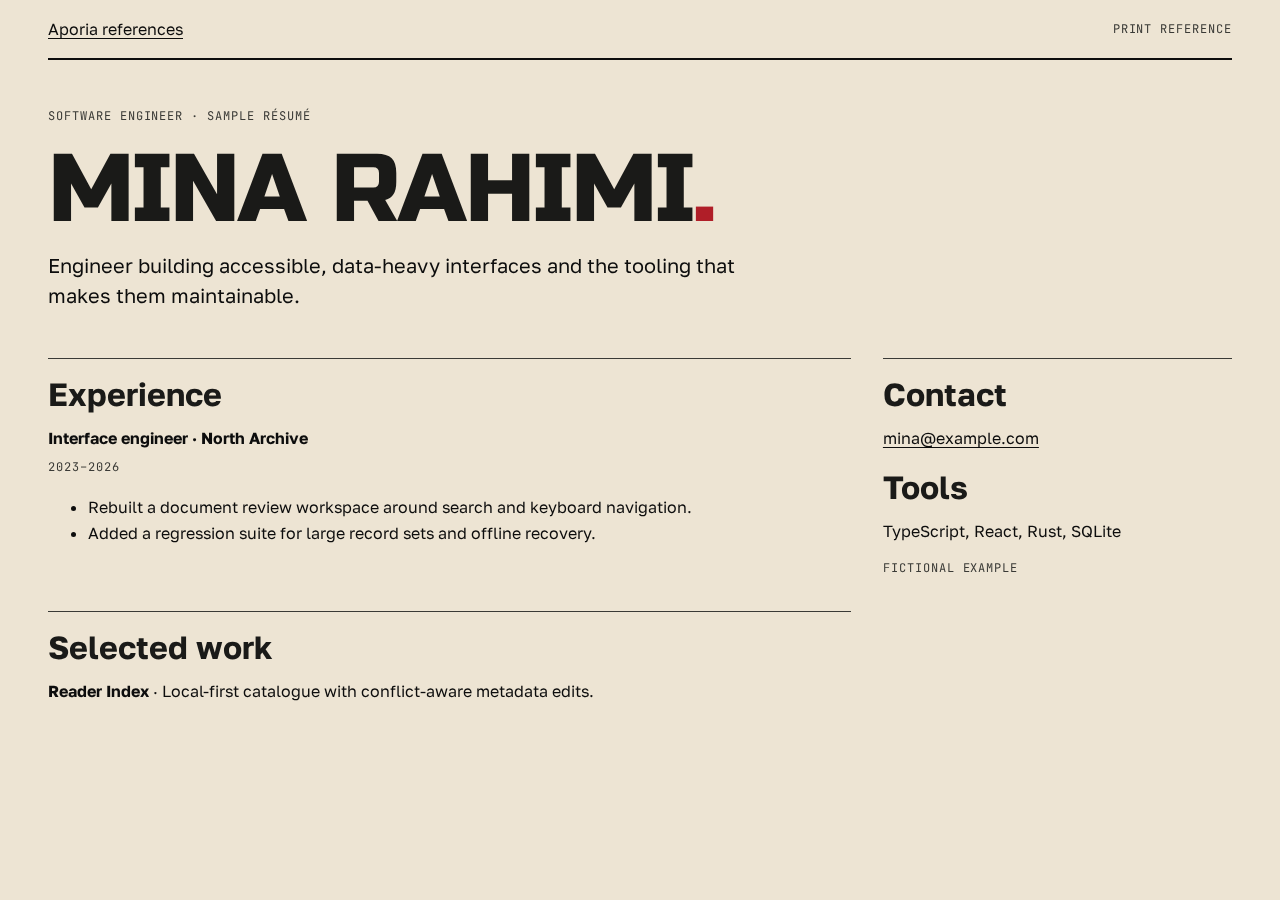 Aporia references
PRINT REFERENCE
SOFTWARE ENGINEER · SAMPLE RÉSUMÉ
MINA RAHIMI.
Engineer building accessible, data-heavy interfaces and the tooling that
makes them maintainable.
Experience
Interface engineer · North Archive
2023–2026
• Rebuilt a document review workspace around search and keyboard navigation.
• Added a regression suite for large record sets and offline recovery.
Selected work
Reader Index · Local-first catalogue with conflict-aware metadata edits.
Contact
mina@example.com
Tools
TypeScript, React, Rust, SQLite
FICTIONAL EXAMPLE